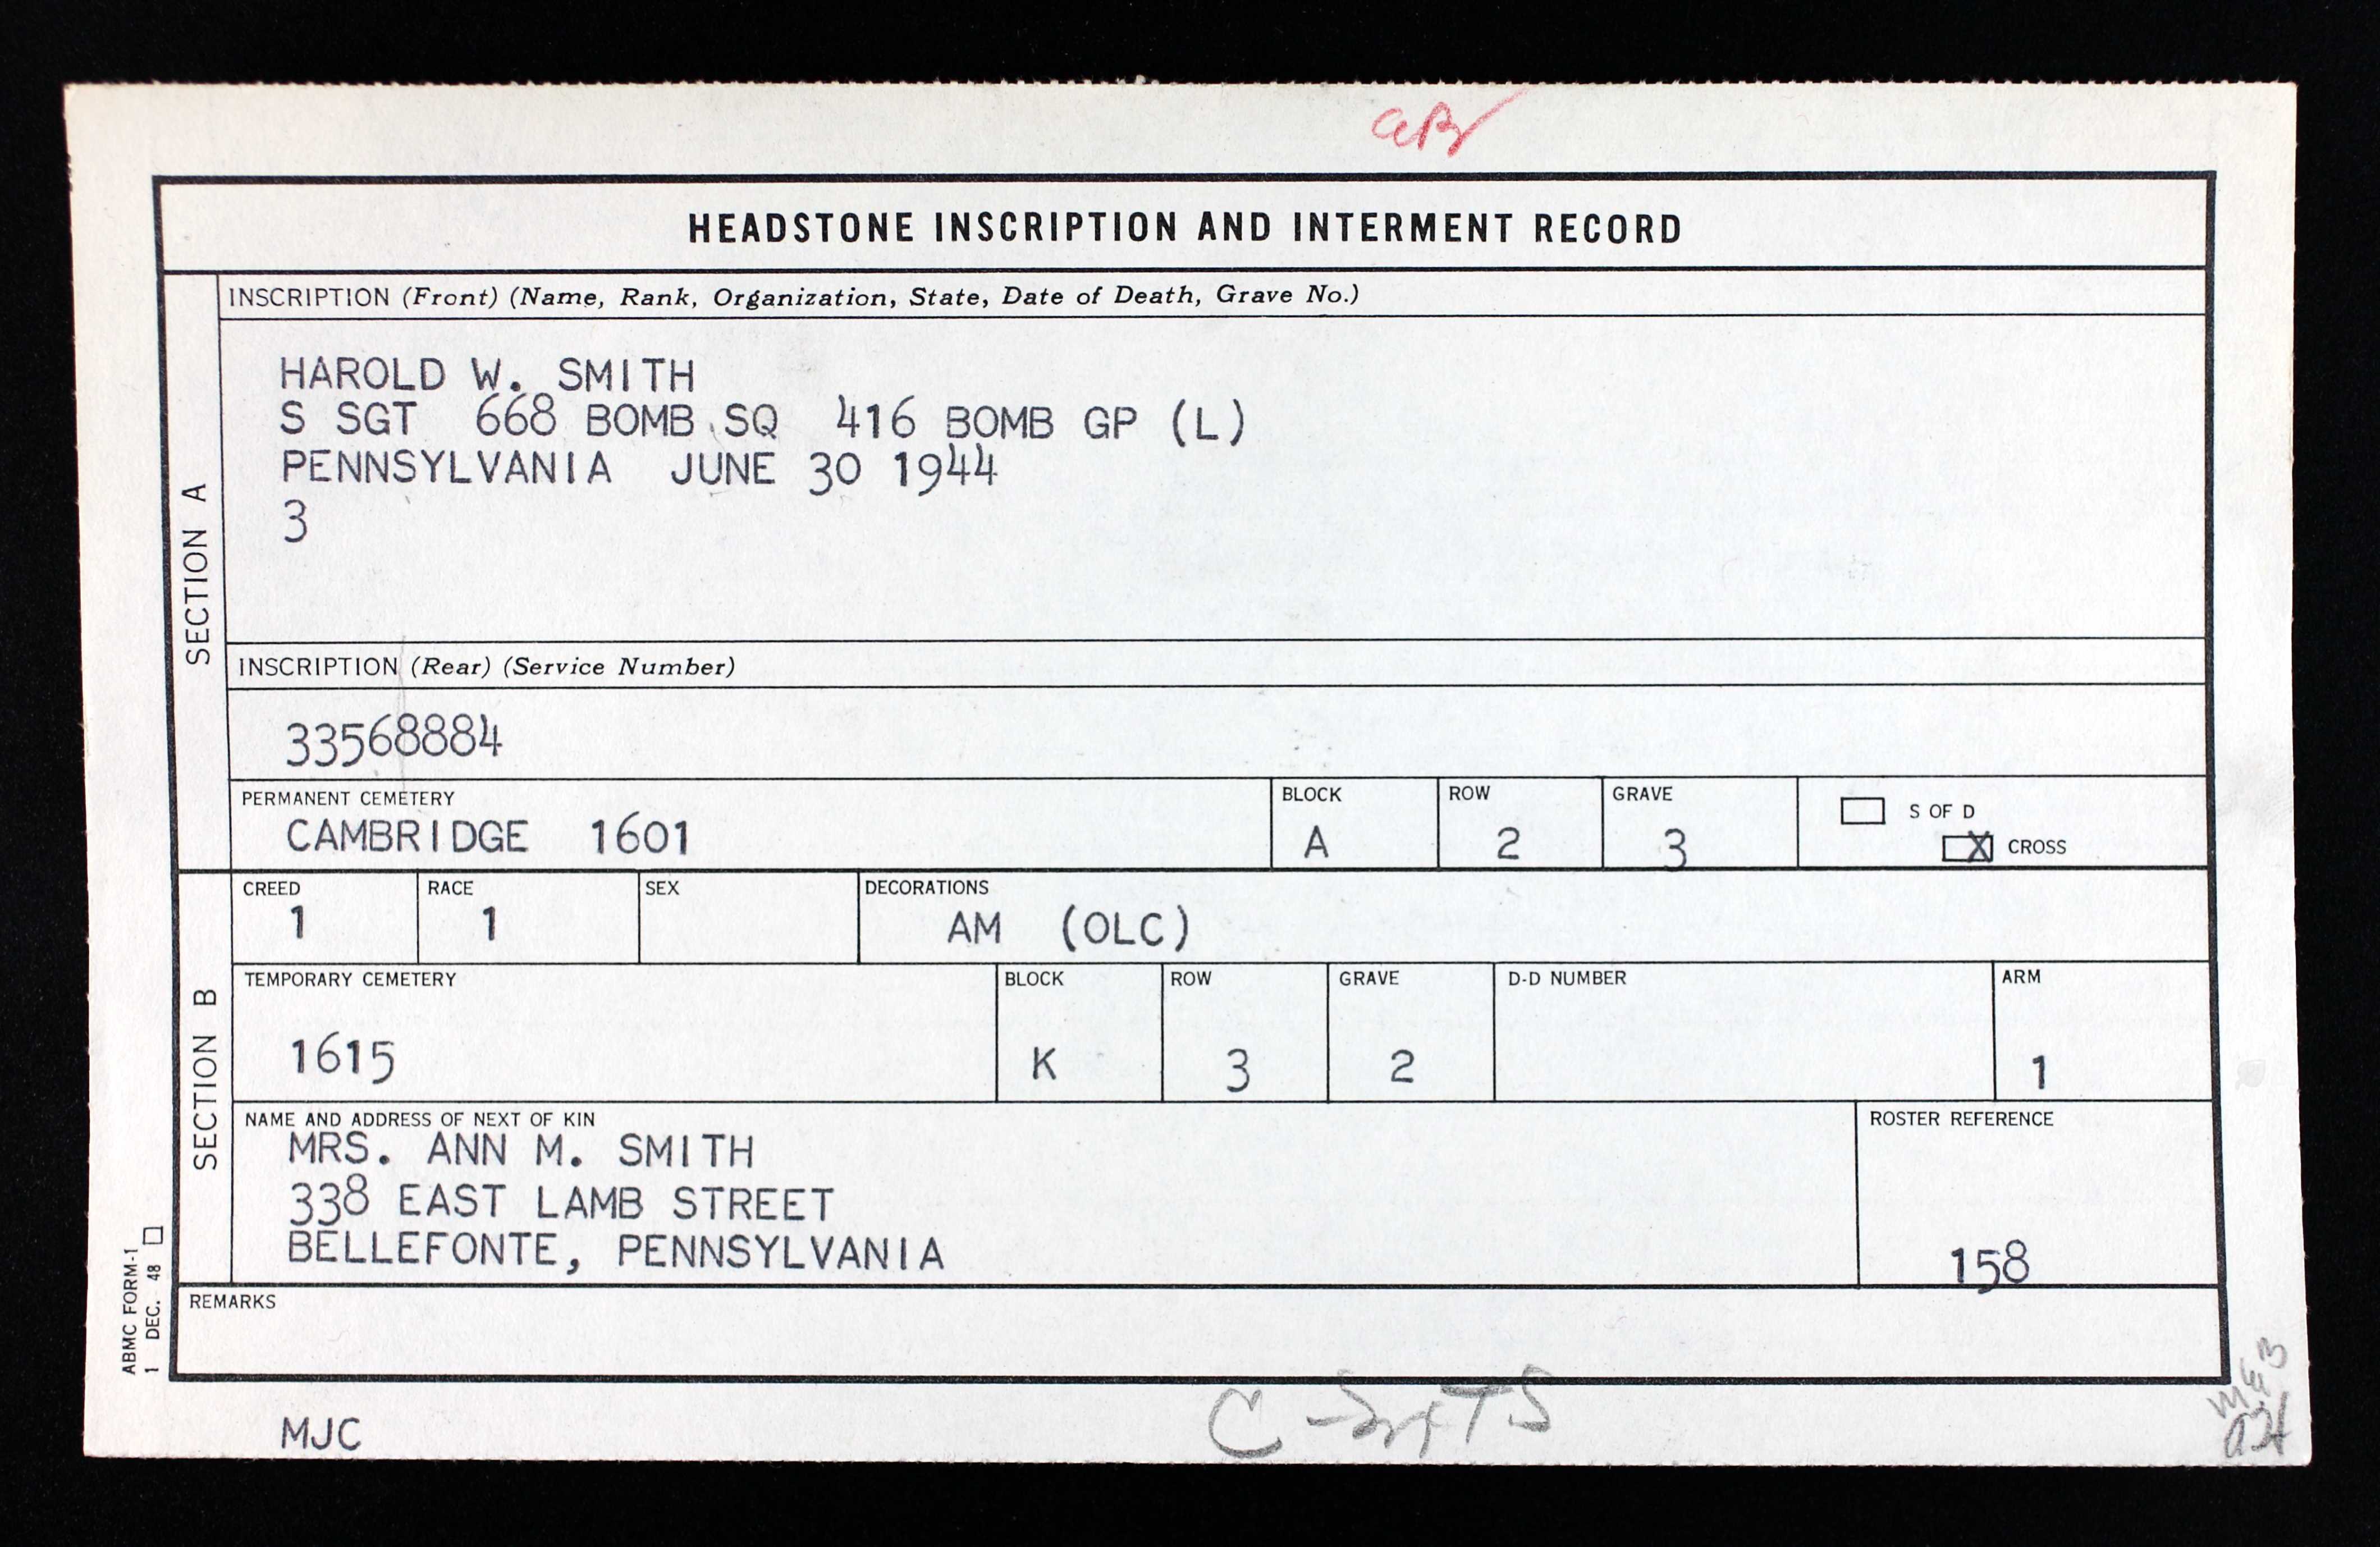 HEADSTONE INSCRIPTION AND INTERMENT RECORD
SECTION A
INSCRIPTION (Front) (Name, Rank, Organization, State, Date of Death, Grave No.)
HAROLD W. SMITH
S SGT 668 BOMB SQ 416 BOMB GP (L)
PENNSYLVANIA JUNE 30 1944
3
INSCRIPTION (Rear) (Service Number)
33568884
PERMANENT CEMETERY BLOCK ROW GRAVE
S OF D
CAMBRIDGE 1601 A 2 3
X CROSS
SECTION B
CREED RACE SEX DECORATIONS
1 1 AM (OLC)
TEMPORARY CEMETERY BLOCK ROW GRAVE D-D NUMBER ARM
1615 K 3 2 1
NAME AND ADDRESS OF NEXT OF KIN ROSTER REFERENCE
MRS. ANN M. SMITH
338 EAST LAMB STREET
BELLEFONTE, PENNSYLVANIA 158
REMARKS
ABMC FORM-1
1 DEC. 48
MJC